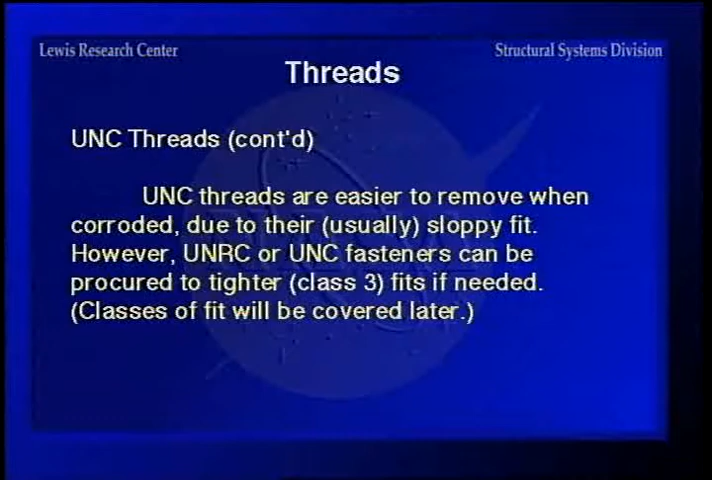 Lewis Research Center
Structural Systems Division
Threads
UNC Threads (cont'd)
UNC threads are easier to remove when
corroded, due to their (usually) sloppy fit.
However, UNRC or UNC fasteners can be
procured to tighter (class 3) fits if needed.
(Classes of fit will be covered later.)